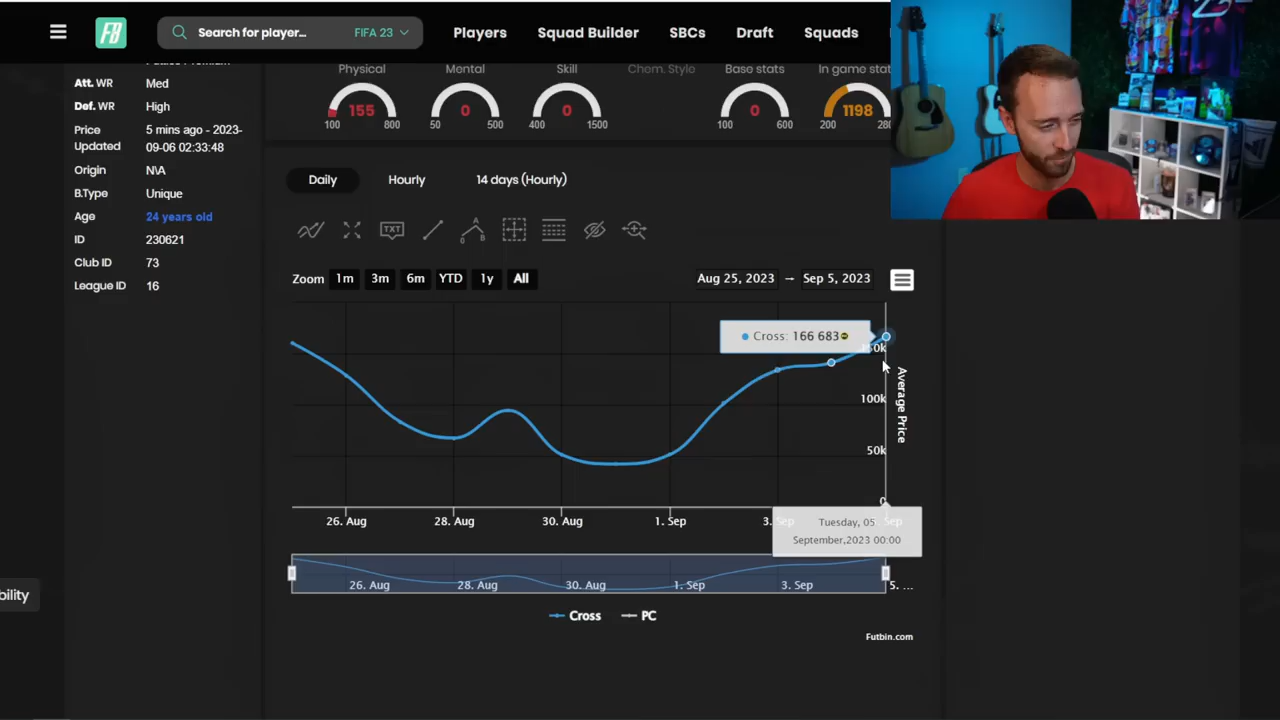 FB
Search for player...
FIFA 23
Players
Squad Builder
SBCs
Draft
Squads
Att. WR
Med
Def. WR
High
Price Updated
5 mins ago - 2023-09-06 02:33:48
Origin
N\A
B.Type
Unique
Age
24 years old
ID
230621
Club ID
73
League ID
16
Physical
Mental
Skill
Chem. Style
Base stats
In game stat
155
0
0
0
1198
100
800
50
500
400
1500
100
600
200
280
Daily
Hourly
14 days (Hourly)
TXT
Zoom
1m
3m
6m
YTD
1y
All
Aug 25, 2023
→
Sep 5, 2023
Cross: 166 683
100k
50k
0
Average Price
26. Aug
28. Aug
30. Aug
1. Sep
3. Sep
Sep
Tuesday, 05
September,2023 00:00
26. Aug
28. Aug
30. Aug
1. Sep
3. Sep
5. ...
bility
Cross
PC
Futbin.com